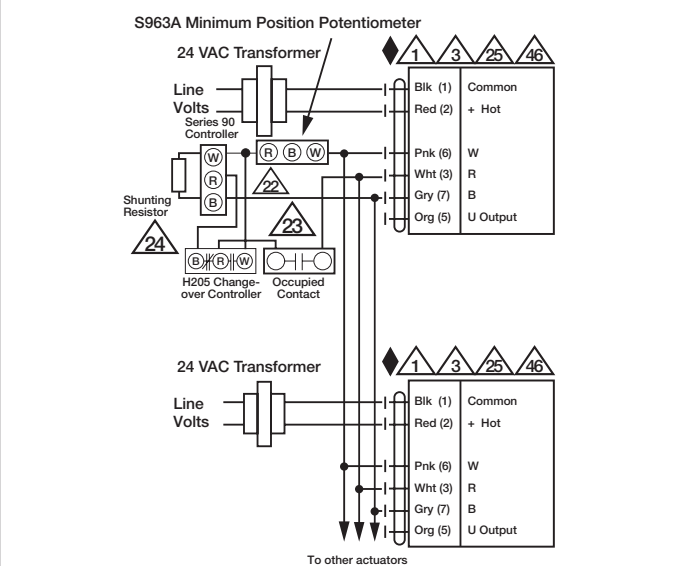 S963A Minimum Position Potentiometer
24 VAC Transformer
1 3 25 46
Line
Volts
Blk (1) Common
Red (2) + Hot
Series 90
Controller
W
R
B
R B W
Pnk (6) W
Wht (3) R
Gry (7) B
Org (5) U Output
22
Shunting
Resistor
24
23
B R W
H205 Change-
over Controller
Occupied
Contact
24 VAC Transformer
1 3 25 46
Line
Volts
Blk (1) Common
Red (2) + Hot
Pnk (6) W
Wht (3) R
Gry (7) B
Org (5) U Output
To other actuators